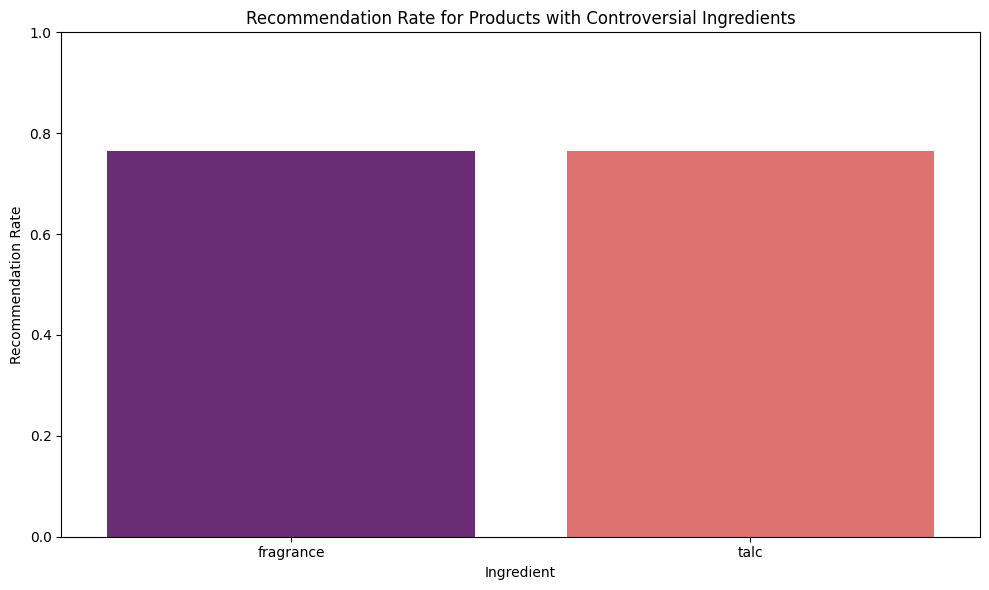 Recommendation Rate for Products with Controversial Ingredients
1.0
0.8
0.6
0.4
0.2
0.0
Recommendation Rate
fragrance
talc
Ingredient